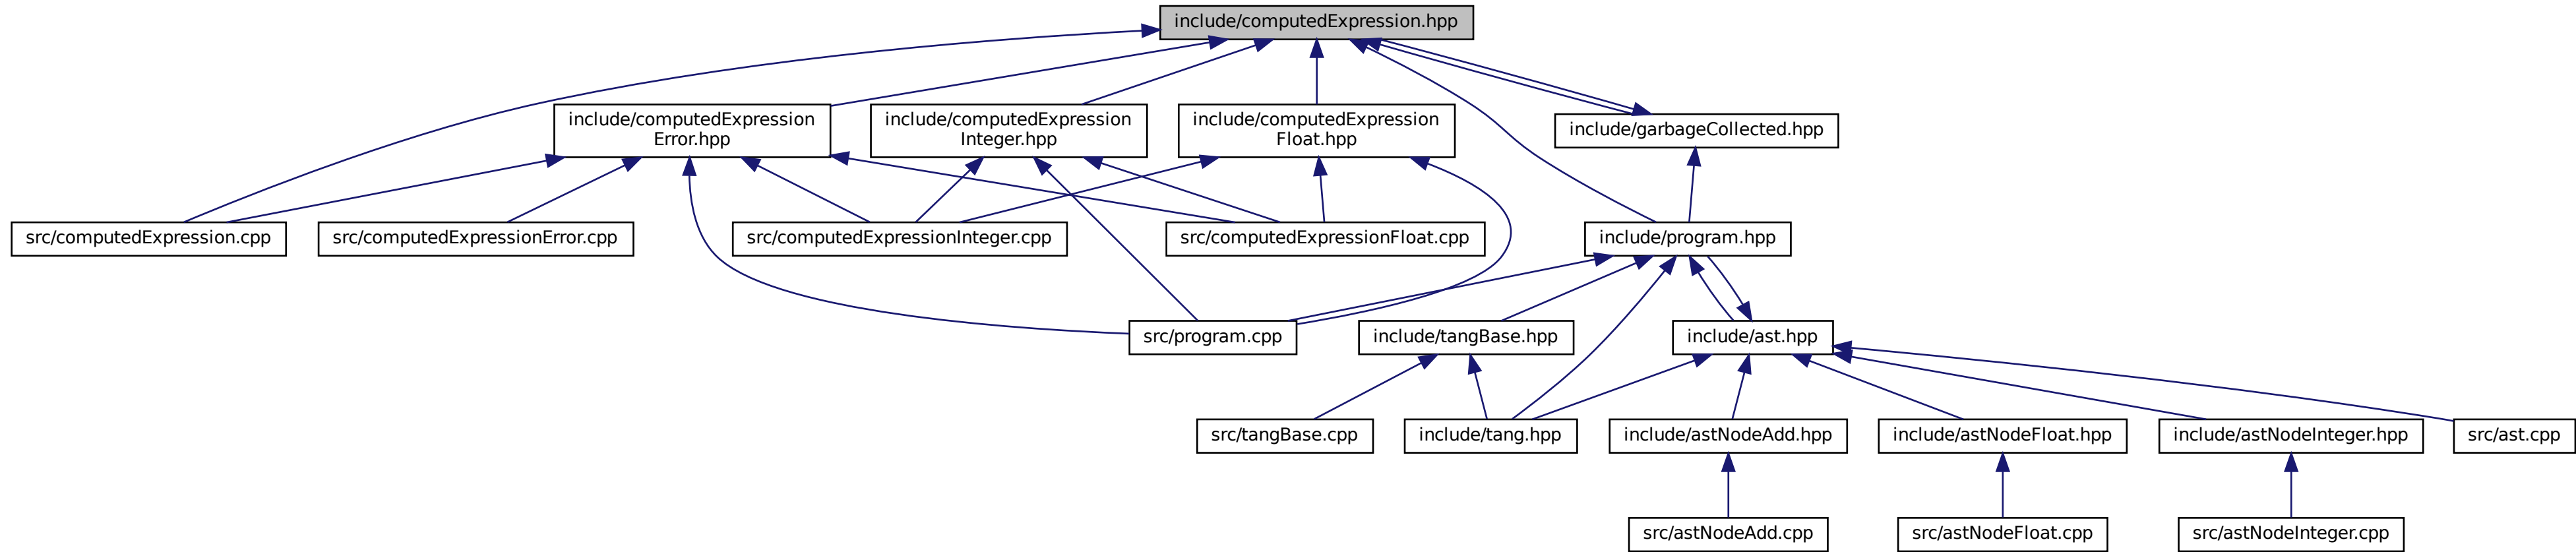 include/computedExpression.hpp
include/computedExpression
Error.hpp
include/computedExpression
Integer.hpp
include/computedExpression
Float.hpp
include/garbageCollected.hpp
src/computedExpression.cpp
src/computedExpressionError.cpp
src/computedExpressionInteger.cpp
src/computedExpressionFloat.cpp
include/program.hpp
src/program.cpp
include/tangBase.hpp
include/ast.hpp
src/tangBase.cpp
include/tang.hpp
include/astNodeAdd.hpp
include/astNodeFloat.hpp
include/astNodeInteger.hpp
src/ast.cpp
src/astNodeAdd.cpp
src/astNodeFloat.cpp
src/astNodeInteger.cpp